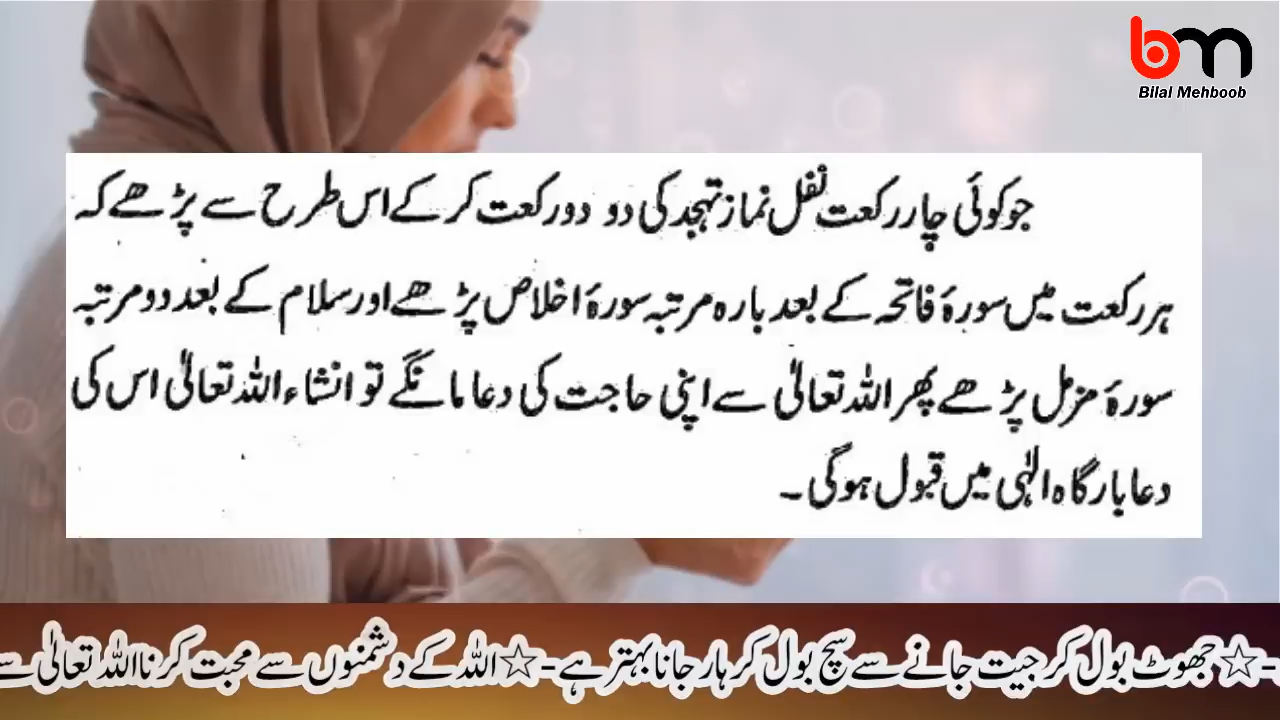 bm
Bilal Mehboob
جو کوئی چار رکعت نفل نماز تہجد کی دو دو رکعت کر کے اس طرح سے پڑھے کہ
ہر رکعت میں سورۂ فاتحہ کے بعد بارہ مرتبہ سورۂ اخلاص پڑھے اور سلام کے بعد دو مرتبہ
سورۂ مزمل پڑھے پھر اللہ تعالیٰ سے اپنی حاجت کی دعا مانگے تو انشاء اللہ تعالیٰ اس کی
دعا بارگاہ الٰہی میں قبول ہو گی ۔
-☆ جھوٹ بول کر جیت جانے سے سچ بول کر ہار جانا بہتر ہے -☆ اللہ کے دشمنوں سے محبت کرنا اللہ تعالیٰ سے